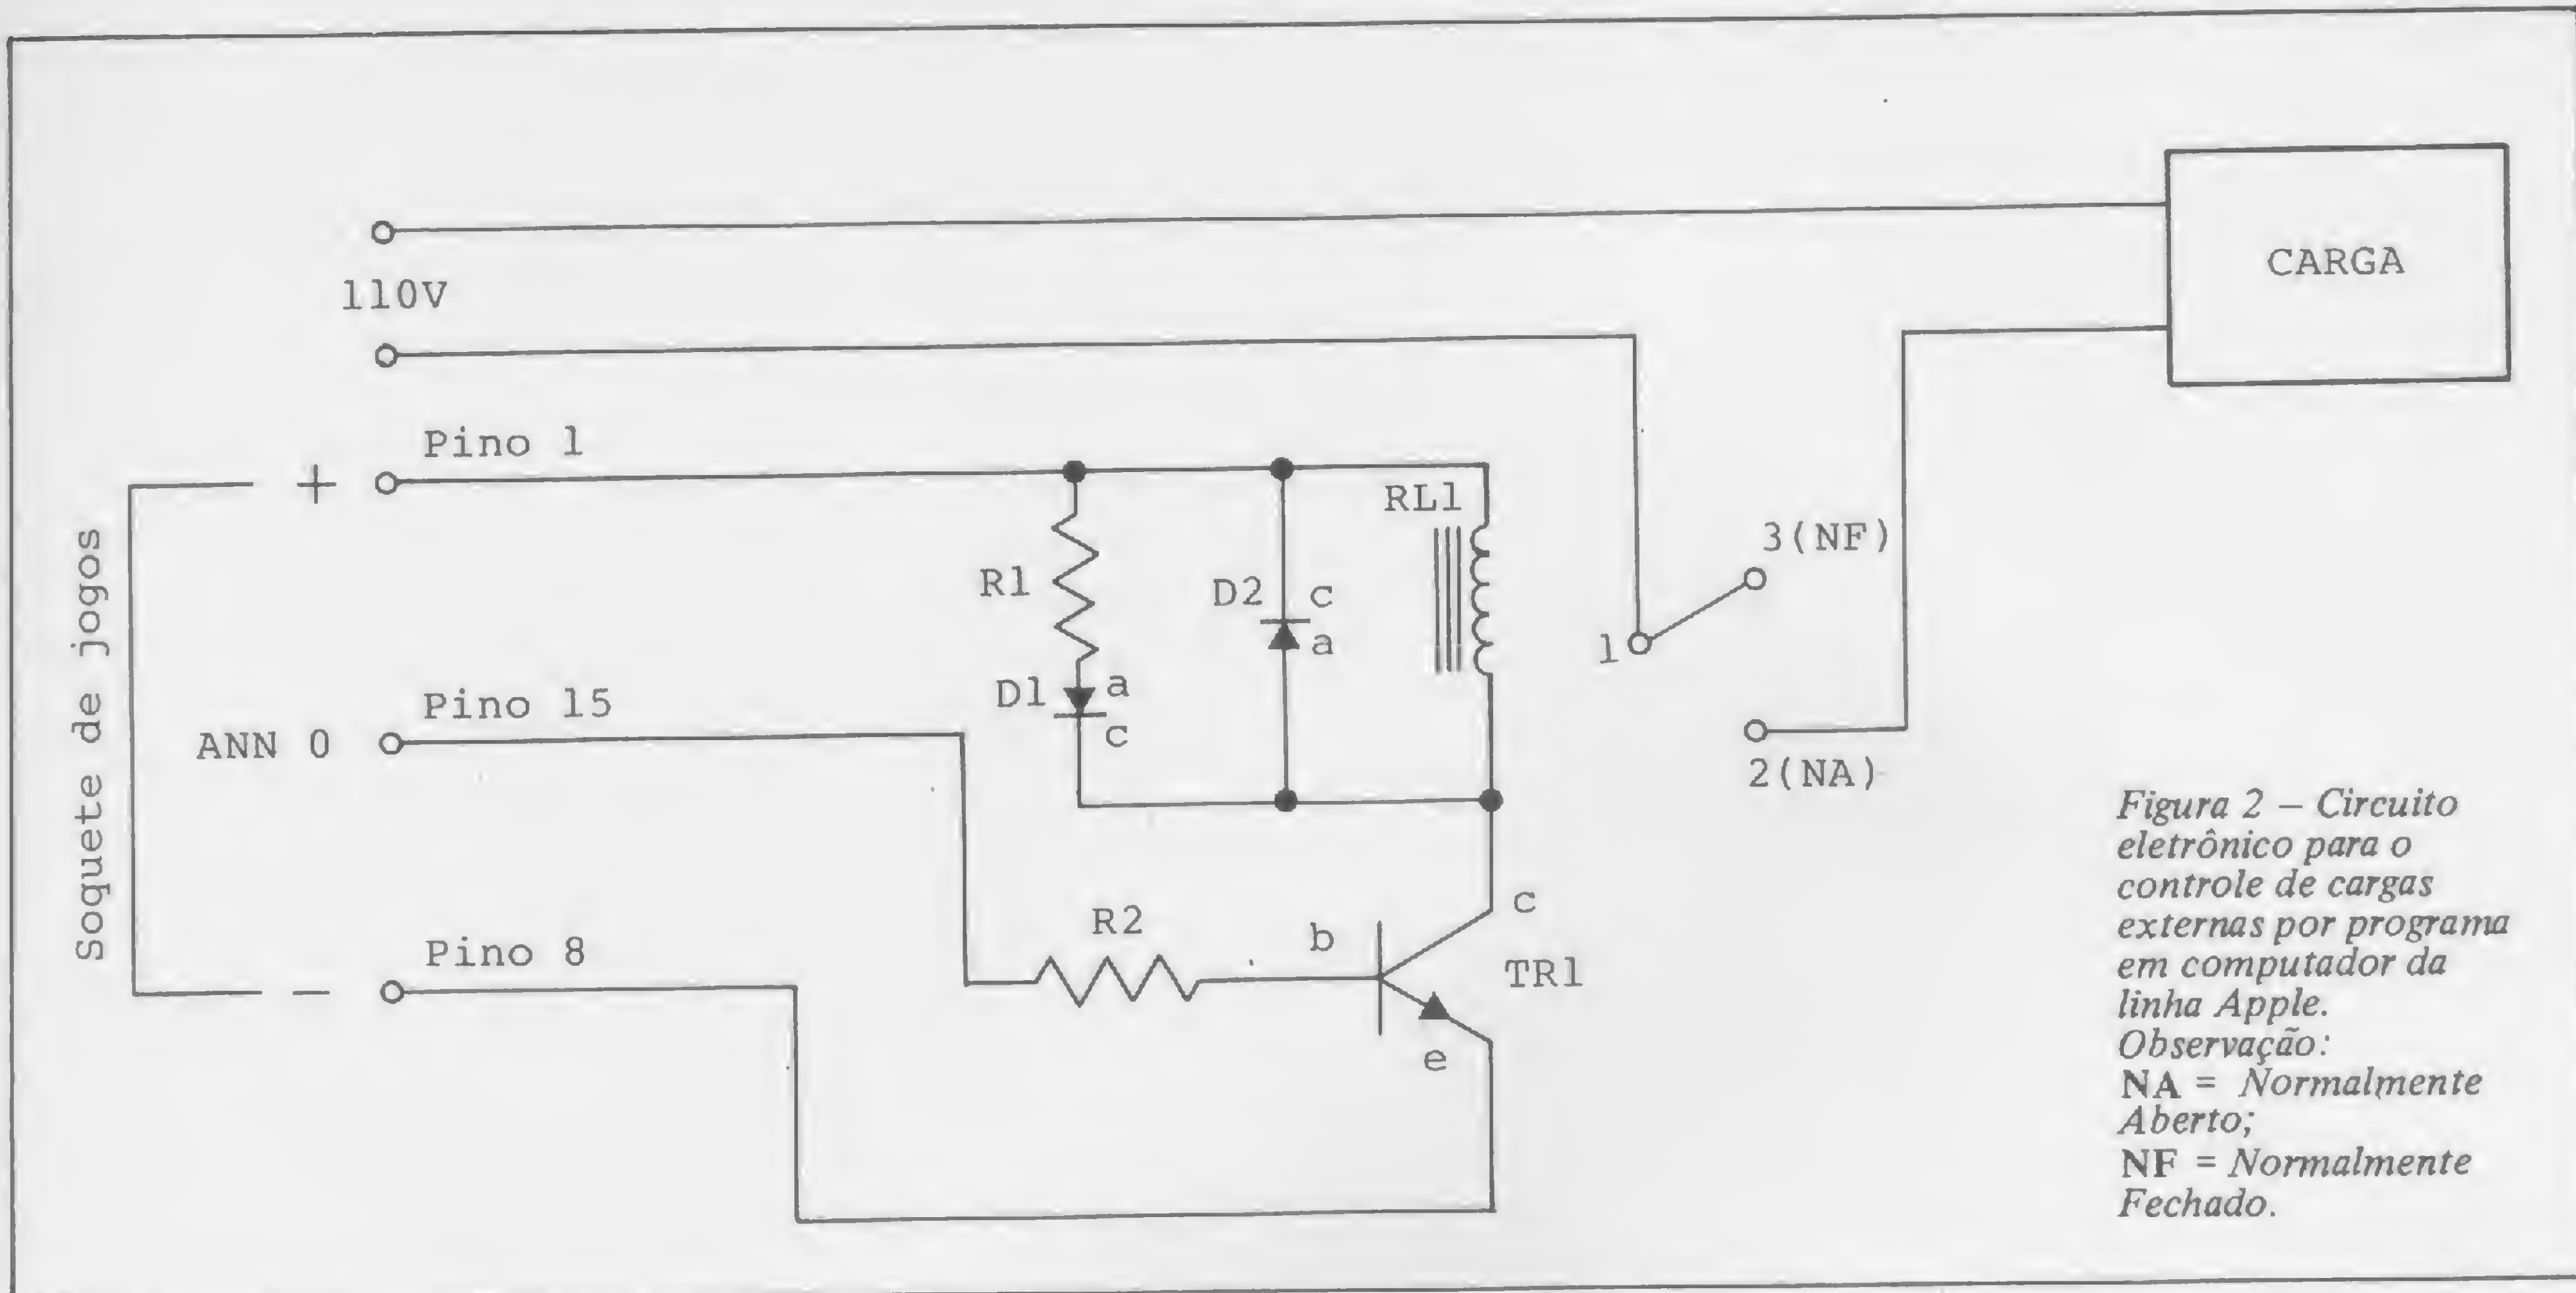 CARGA
110V
Pino 1
+
RL1
3(NF)
R1
D2
c
a
1
Soquete de jogos
D1
a
c
Pino 15
ANN 0
2(NA)
R2
b
c
TR1
e
Pino 8
−
Figura 2 – Circuito
eletrônico para o
controle de cargas
externas por programa
em computador da
linha Apple.
Observação:
NA = Normalmente
Aberto;
NF = Normalmente
Fechado.